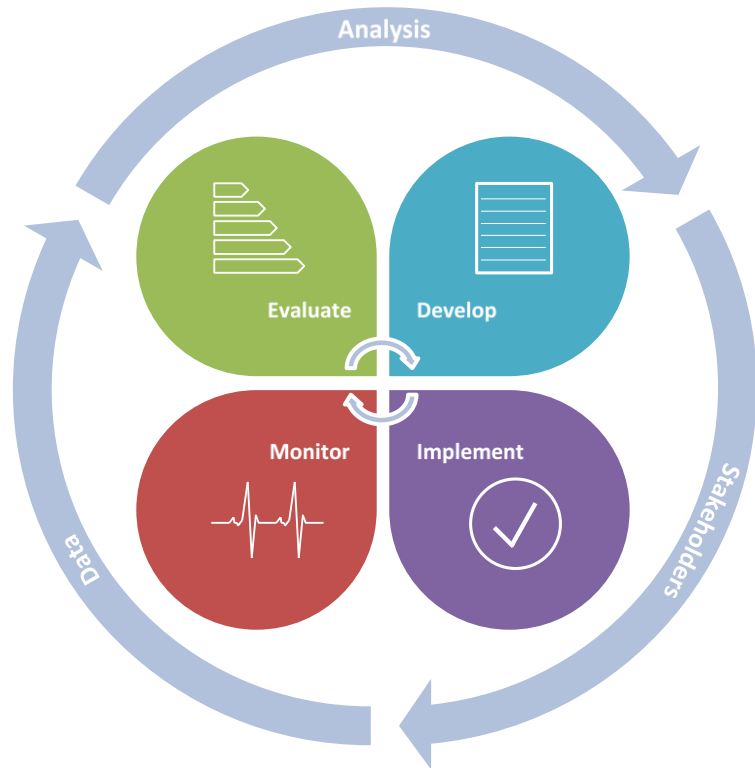 Analysis
Evaluate
Develop
Monitor
Implement
Data
Stakeholders